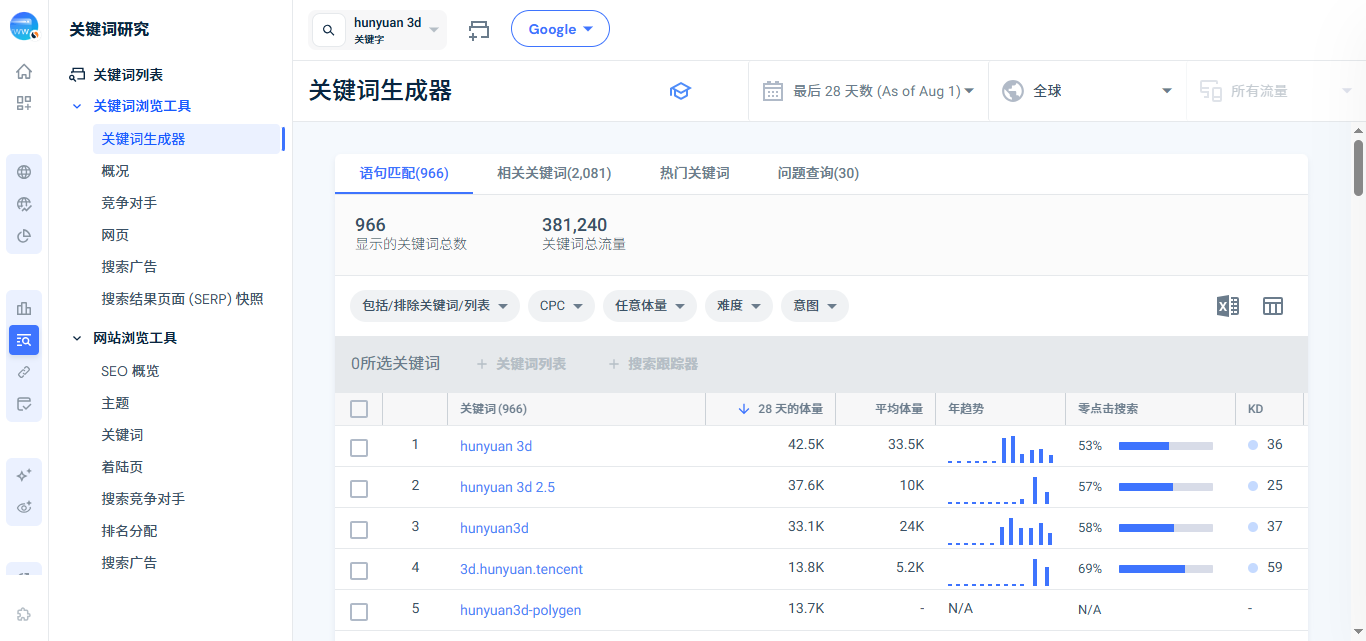 关键词研究
关键词列表
关键词浏览工具
关键词生成器
概况
竞争对手
网页
搜索广告
搜索结果页面 (SERP) 快照
网站浏览工具
SEO 概览
主题
关键词
着陆页
搜索竞争对手
排名分配
搜索广告
hunyuan 3d
关键字
Google
关键词生成器
最后 28 天数 (As of Aug 1)
全球
所有流量
语句匹配(966) 相关关键词(2,081) 热门关键词 问题查询(30)
966 381,240
显示的关键词总数 关键词总流量
包括/排除关键词/列表 CPC 任意体量 难度 意图
0所选关键词 + 关键词列表 + 搜索跟踪器
关键词(966) 28 天的体量 平均体量 年趋势 零点击搜索 KD
1 hunyuan 3d 42.5K 33.5K 53% 36
2 hunyuan 3d 2.5 37.6K 10K 57% 25
3 hunyuan3d 33.1K 24K 58% 37
4 3d.hunyuan.tencent 13.8K 5.2K 69% 59
5 hunyuan3d-polygen 13.7K - N/A N/A -